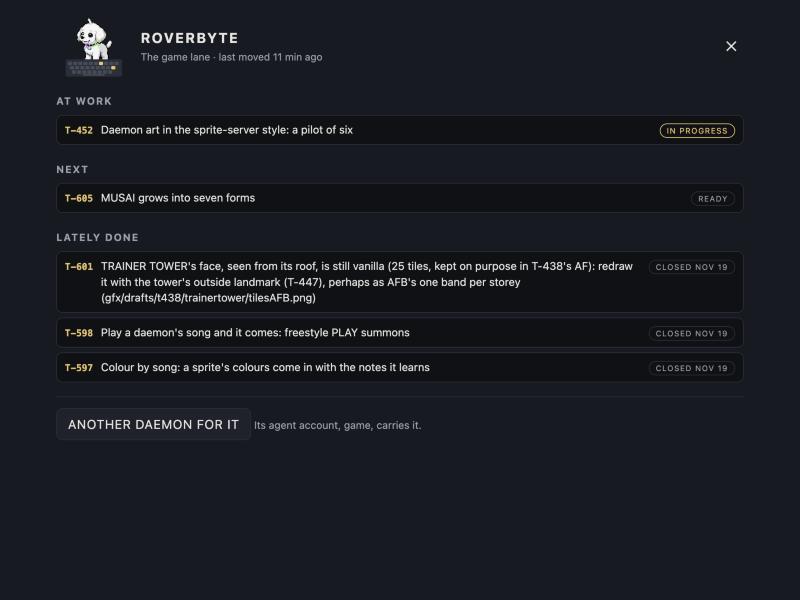 ROVERBYTE
The game lane · last moved 11 min ago
AT WORK
T–452 Daemon art in the sprite-server style: a pilot of six IN PROGRESS
NEXT
T–605 MUSAI grows into seven forms READY
LATELY DONE
T–601 TRAINER TOWER's face, seen from its roof, is still vanilla (25 tiles, kept on purpose in T-438's AF): redraw CLOSED NOV 19
it with the tower's outside landmark (T-447), perhaps as AFB's one band per storey
(gfx/drafts/t438/trainertower/tilesAFB.png)
T–598 Play a daemon's song and it comes: freestyle PLAY summons CLOSED NOV 19
T–597 Colour by song: a sprite's colours come in with the notes it learns CLOSED NOV 19
ANOTHER DAEMON FOR IT Its agent account, game, carries it.